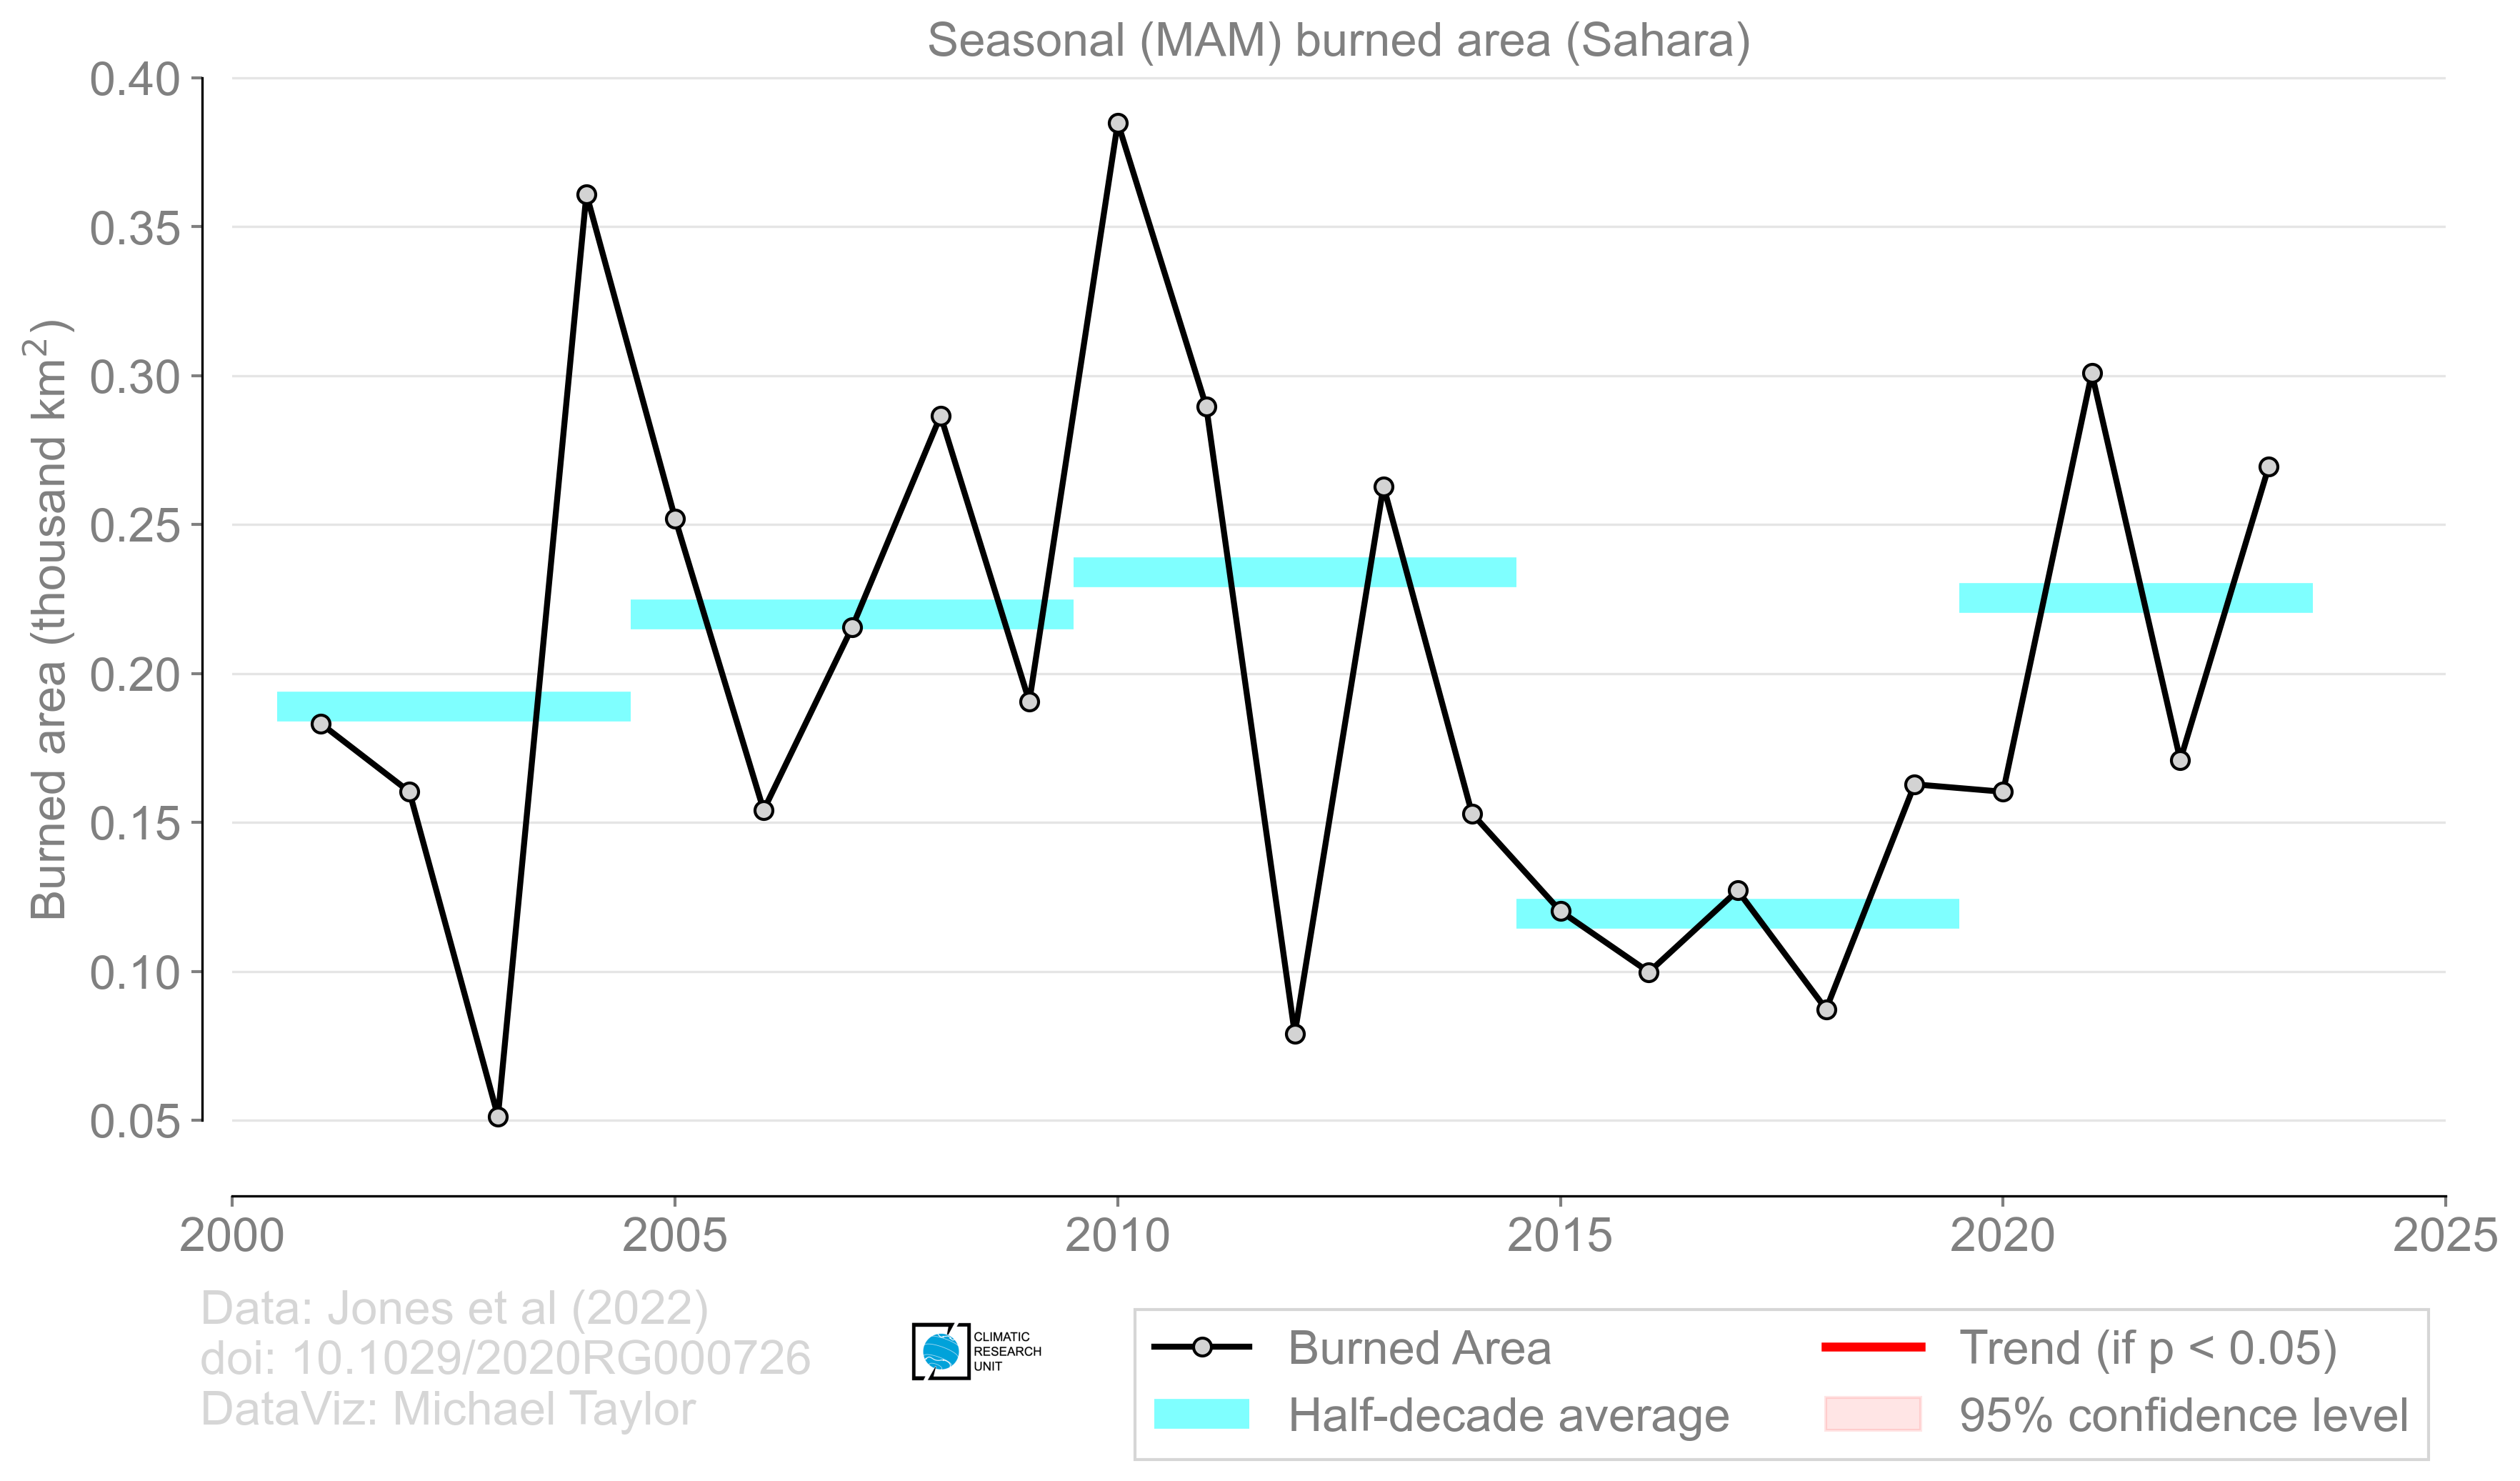 Seasonal (MAM) burned area (Sahara)
Burned area (thousand km²)
0.40
0.35
0.30
0.25
0.20
0.15
0.10
0.05
2000 2005 2010 2015 2020 2025
Data: Jones et al (2022)
doi: 10.1029/2020RG000726
DataViz: Michael Taylor
CLIMATIC
RESEARCH
UNIT
Burned Area
Half-decade average
Trend (if p < 0.05)
95% confidence level